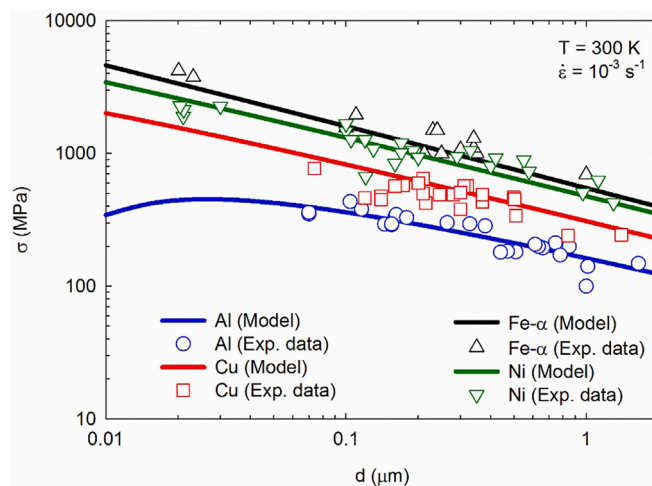 10000
1000
100
10
σ (MPa)
T = 300 K
ε̇ = 10⁻³ s⁻¹
Al (Model)
Al (Exp. data)
Cu (Model)
Cu (Exp. data)
Fe-α (Model)
Fe-α (Exp. data)
Ni (Model)
Ni (Exp. data)
0.01 0.1 1
d (μm)